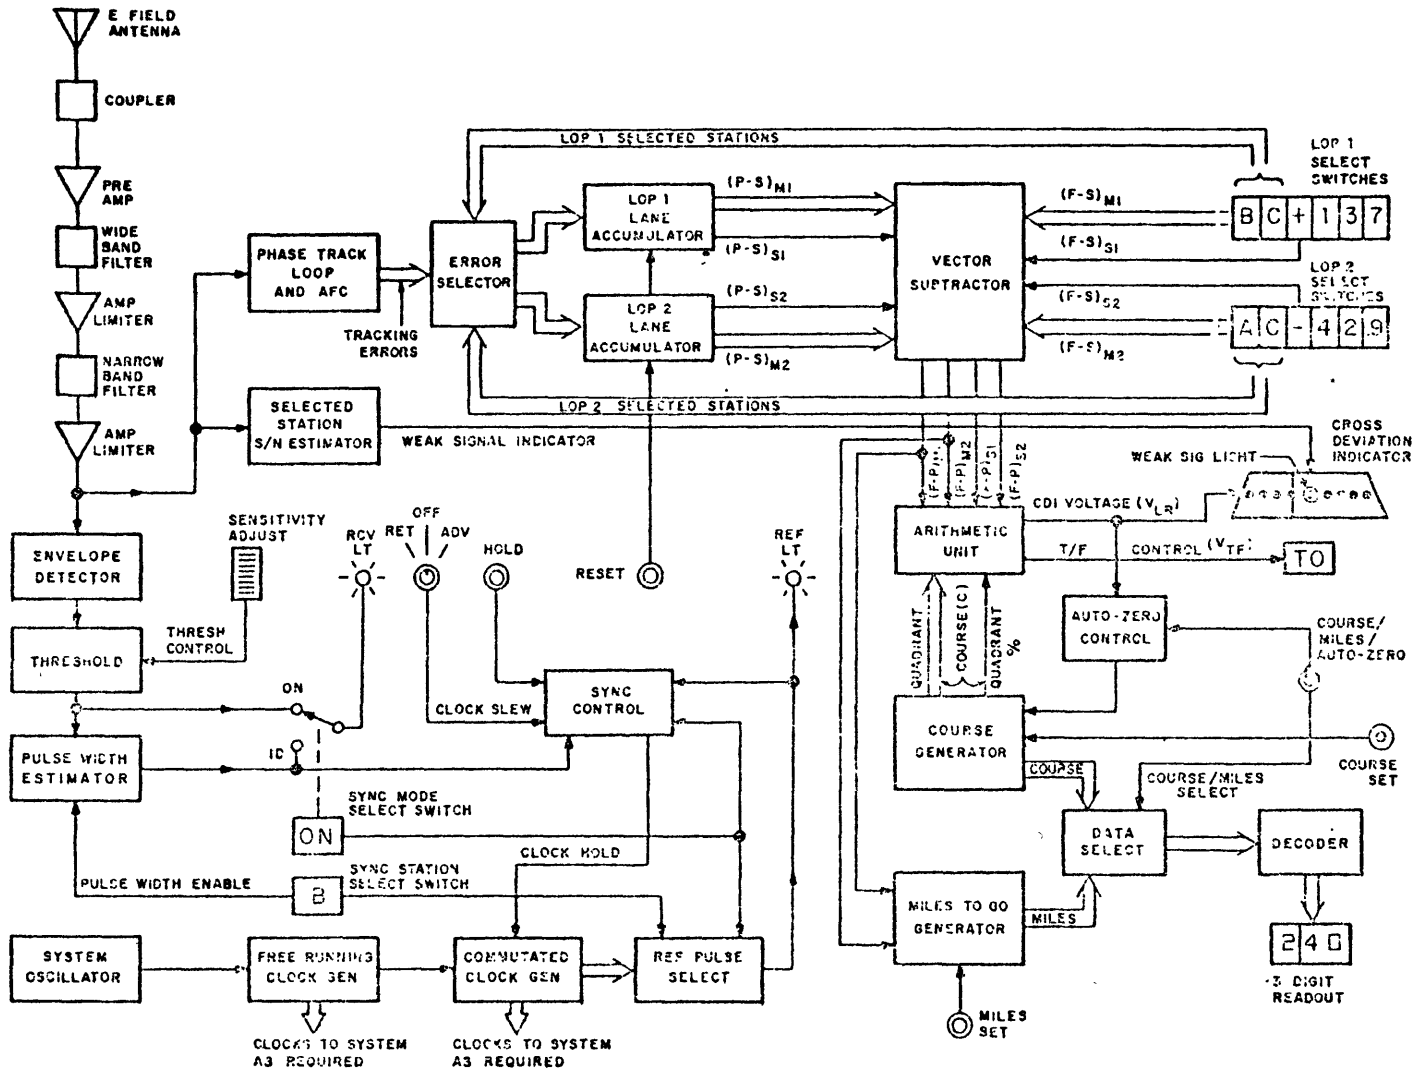 E FIELD
ANTENNA
COUPLER
PRE
AMP
WIDE
BAND
FILTER
AMP
LIMITER
NARROW
BAND
FILTER
AMP
LIMITER
LOP 1 SELECTED STATIONS
LOP 1
SELECT
SWITCHES
PHASE TRACK
LOOP
AND AFC
TRACKING
ERRORS
ERROR
SELECTOR
LOP 1
LANE
ACCUMULATOR
LOP 2
LANE
ACCUMULATOR
(P-S)M1
(P-S)S1
(P-S)S2
(P-S)M2
VECTOR
SUBTRACTOR
(F-S)M1
(F-S)S1
(F-S)S2
(F-S)M2
B C + 1 3 7
LOP 2
SELECT
SWITCHES
A C - 4 2 9
SELECTED
STATION
S/N ESTIMATOR
LOP 2 SELECTED STATIONS
WEAK SIGNAL INDICATOR
CROSS
DEVIATION
INDICATOR
WEAK SIG LIGHT
(F-P)M2
(F-P)S2
ENVELOPE
DETECTOR
SENSITIVITY
ADJUST
RCV
LT
OFF
RET
ADV
HOLD
RESET
REF
LT
ARITHMETIC
UNIT
CDI VOLTAGE (VLR)
T/F CONTROL (VTF)
TO
THRESHOLD
THRESH
CONTROL
AUTO-ZERO
CONTROL
COURSE/
MILES/
AUTO-ZERO
QUADRANT
COURSE(C)
QUADRANT
%
ON
SYNC
CONTROL
CLOCK SLEW
COURSE
GENERATOR
COURSE
SET
PULSE WIDTH
ESTIMATOR
ID
COURSE
COURSE/MILES
SELECT
SYNC MODE
SELECT SWITCH
ON
CLOCK HOLD
DATA
SELECT
DECODER
PULSE WIDTH ENABLE
SYNC STATION
SELECT SWITCH
B
MILES TO GO
GENERATOR
MILES
SYSTEM
OSCILLATOR
FREE RUNNING
CLOCK GEN
COMMUTATED
CLOCK GEN
REF PULSE
SELECT
2 4 0
3 DIGIT
READOUT
MILES
SET
CLOCKS TO SYSTEM
AS REQUIRED
CLOCKS TO SYSTEM
AS REQUIRED